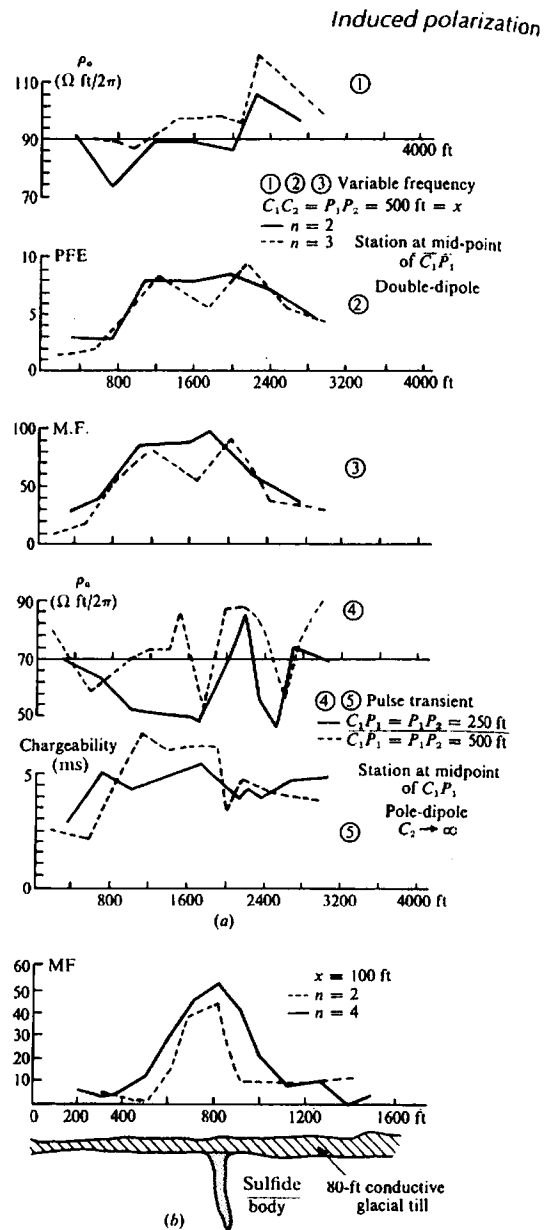 Induced polarization
ρₐ
(Ω ft/2π)
110
90
70
①
4000 ft
① ② ③ Variable frequency
C₁C₂ = P₁P₂ = 500 ft = x
n = 2
n = 3
Station at mid-point
of C₁P₁
Double-dipole
PFE
10
5
0
②
800 1600 2400 3200 4000 ft
M.F.
100
50
0
③
ρₐ
(Ω ft/2π)
90
70
50
④
④ ⑤ Pulse transient
C₁P₁ = P₁P₂ = 250 ft
C₁P₁ = P₁P₂ = 500 ft
Station at midpoint
of C₁P₁
Pole-dipole
C₂ → ∞
Chargeability
(ms)
5
0
⑤
800 1600 2400 3200 4000 ft
(a)
MF
60
50
40
30
20
10
x = 100 ft
n = 2
n = 4
0 200 400 600 800 1200 1600 ft
Sulfide
body
80-ft conductive
glacial till
(b)